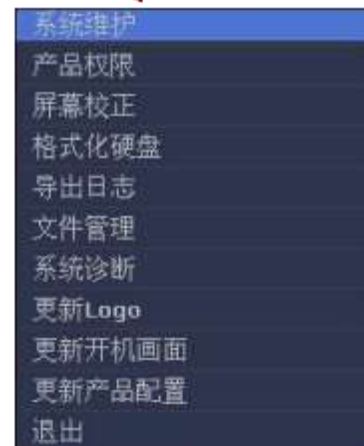 系统维护
产品权限
屏幕校正
格式化硬盘
导出日志
文件管理
系统诊断
更新Logo
更新开机画面
更新产品配置
退出